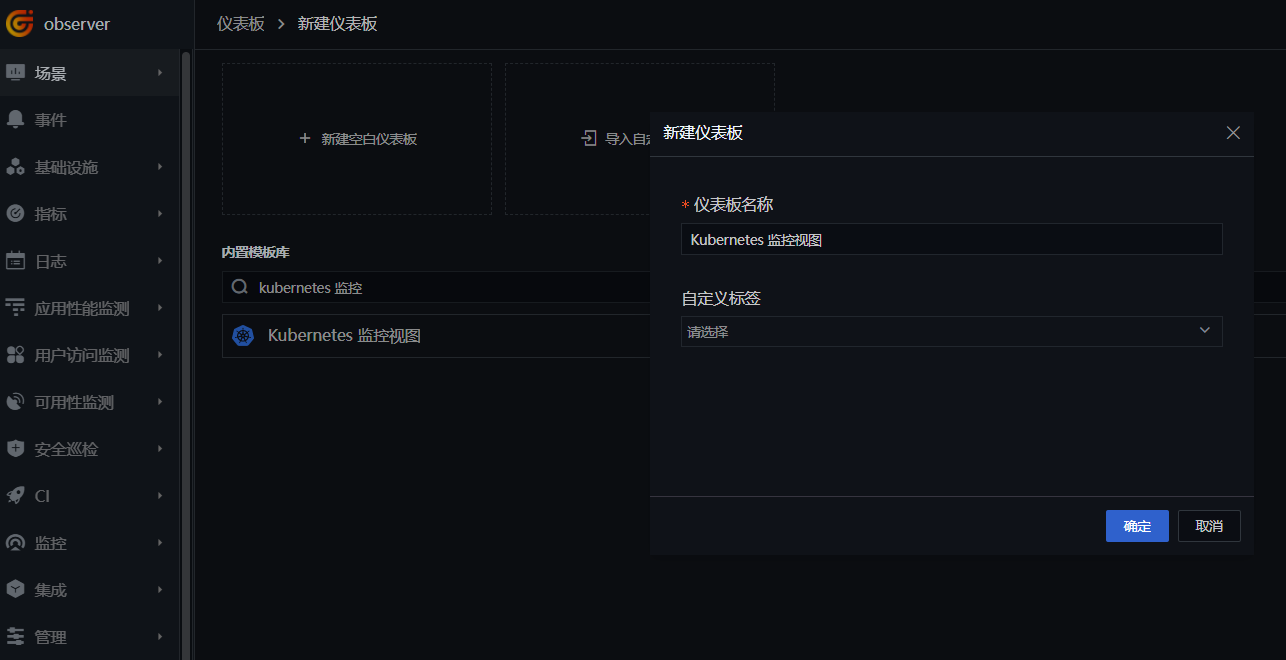 observer
仪表板 > 新建仪表板
场景
事件
基础设施
指标
日志
应用性能监测
用户访问监测
可用性监测
安全巡检
CI
监控
集成
管理
+ 新建空白仪表板
导入自
内置模板库
kubernetes 监控
Kubernetes 监控视图
新建仪表板
* 仪表板名称
Kubernetes 监控视图
自定义标签
请选择
确定 取消